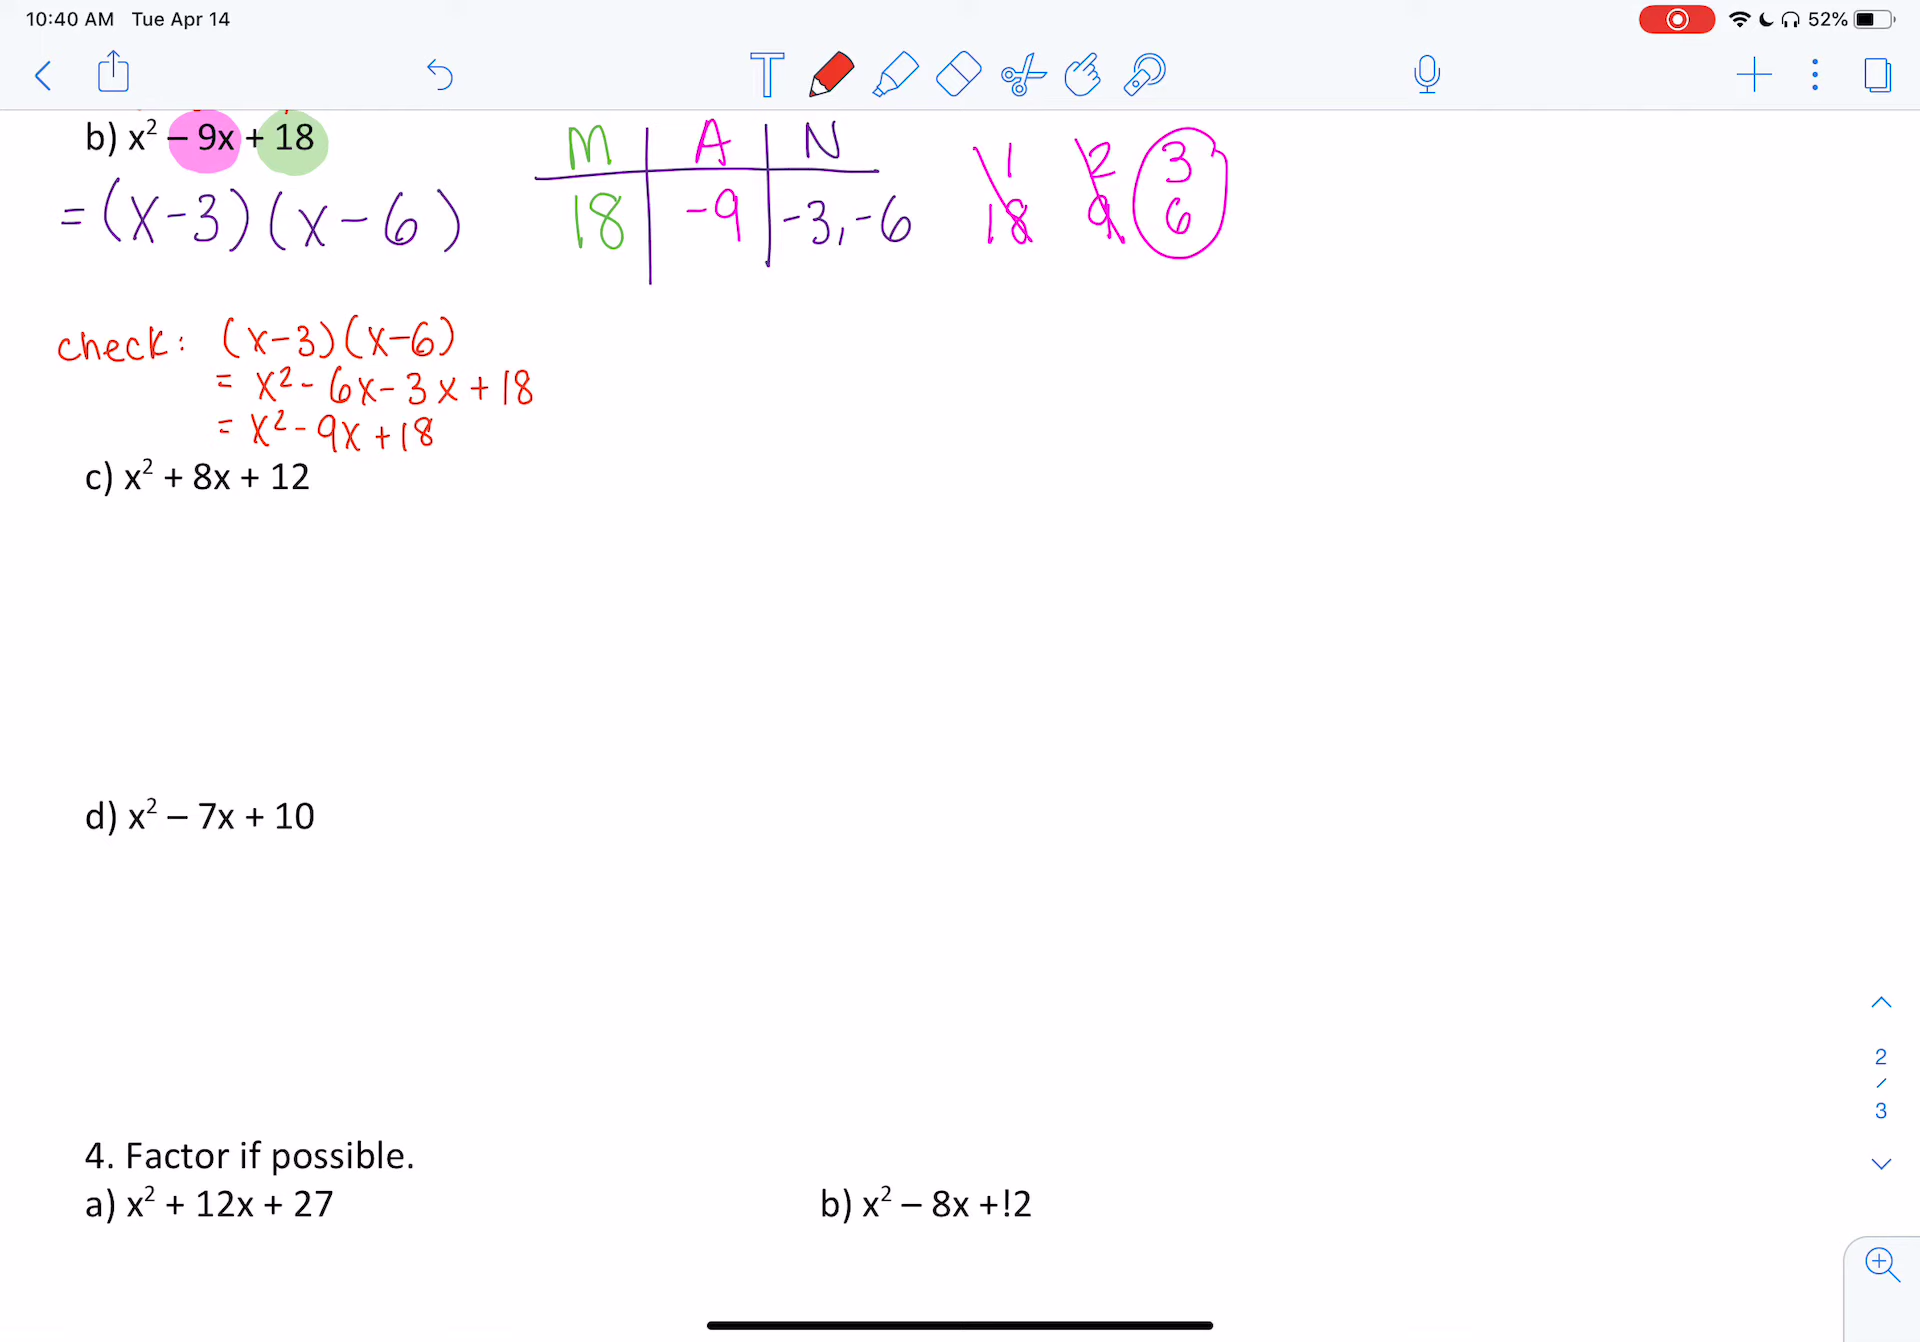 10:40 AM Tue Apr 14 52%
b) x² – 9x + 18
= (x-3)(x-6)
M A N
18 -9 -3,-6
1 2 3
18 9 6
check: (x-3)(x-6)
= x²- 6x- 3x +18
= x²- 9x +18
c) x² + 8x + 12
d) x² – 7x + 10
2
/
3
4. Factor if possible.
a) x² + 12x + 27 b) x² – 8x +!2